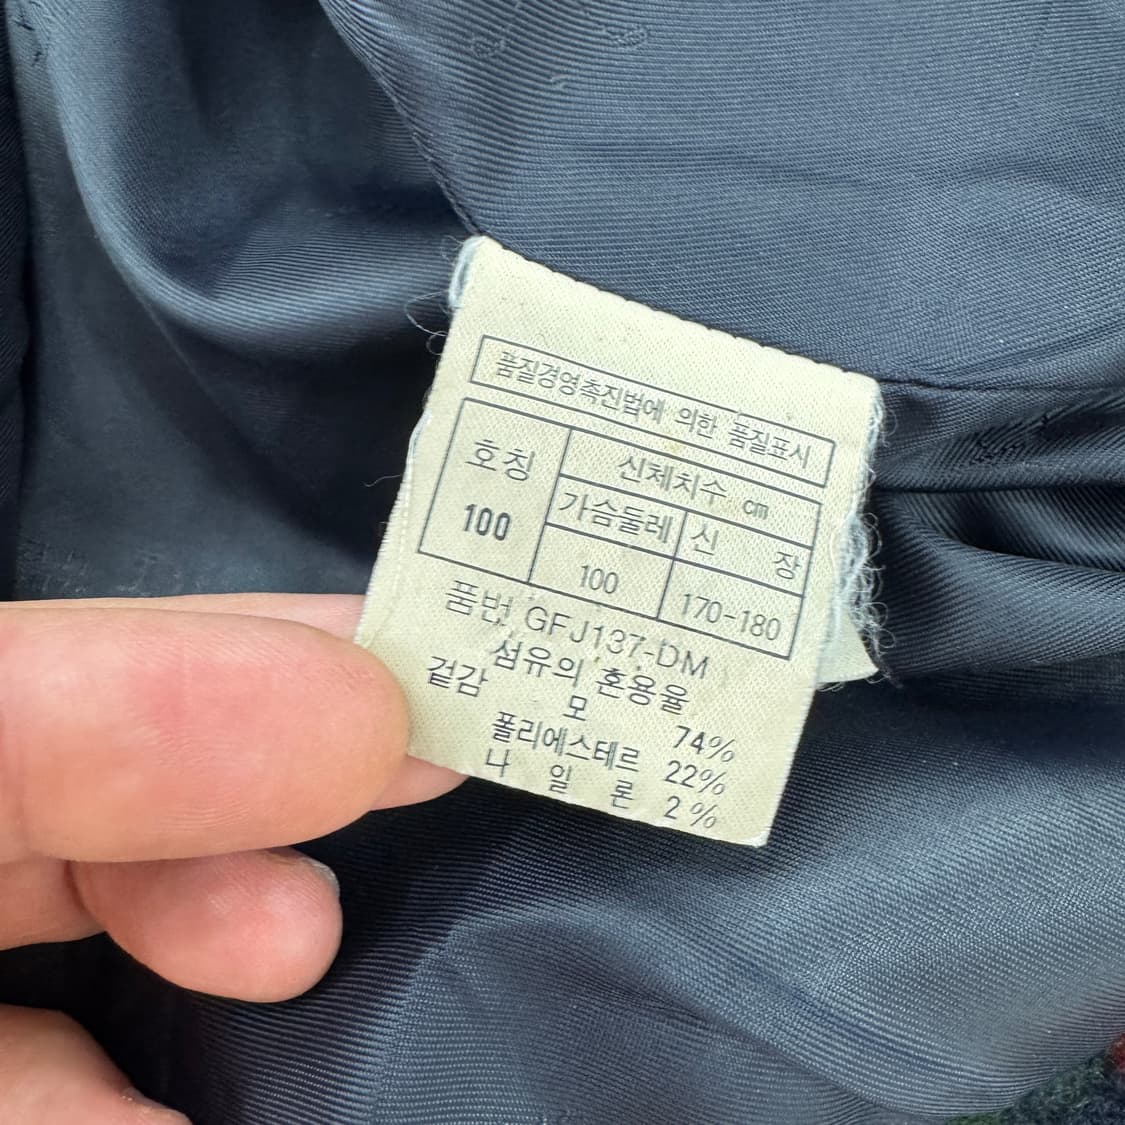 품질경영촉진법에 의한 품질표시
호칭 신체치수 cm
가슴둘레 신 장
100 100 170-180
품번 GFJ137-DM
섬유의 혼용율
겉감 모 74%
폴리에스테르 22%
나 일 론 2%